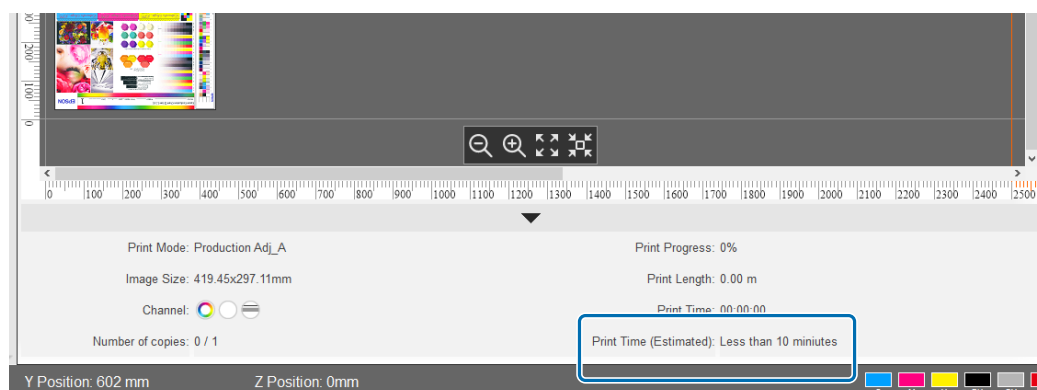 200
100
0
EPSON
0 100 200 300 400 500 600 700 800 900 1000 1100 1200 1300 1400 1500 1600 1700 1800 1900 2000 2100 2200 2300 2400 2500
Print Mode: Production Adj_A
Print Progress: 0%
Image Size: 419.45x297.11mm
Print Length: 0.00 m
Channel:
Print Time: 00:00:00
Number of copies: 0 / 1
Print Time (Estimated): Less than 10 miniutes
Y Position: 602 mm
Z Position: 0mm